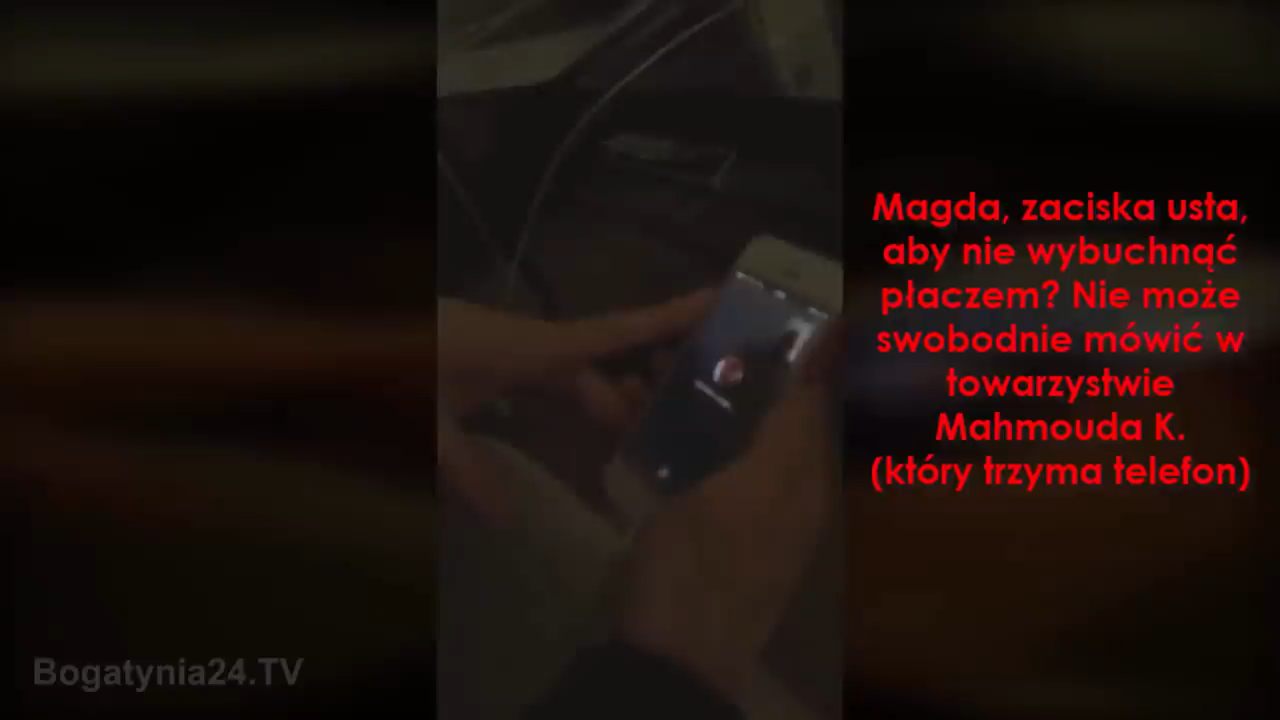 Magda, zaciska usta,
aby nie wybuchnąć
płaczem? Nie może
swobodnie mówić w
towarzystwie
Mahmouda K.
(który trzyma telefon)
Bogatynia24.TV